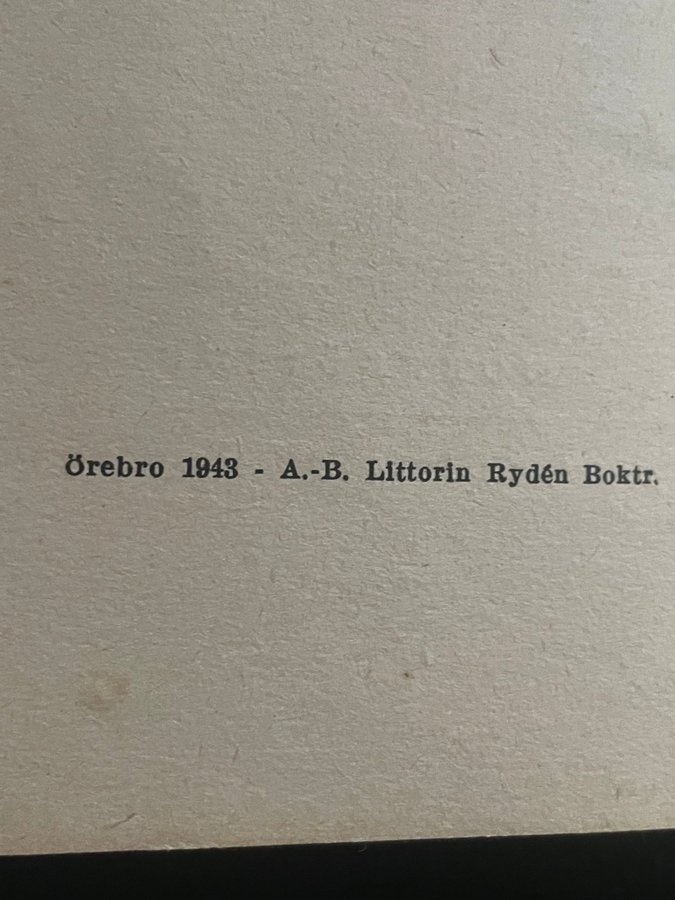 Örebro 1943 - A.-B. Littorin Rydén Boktr.